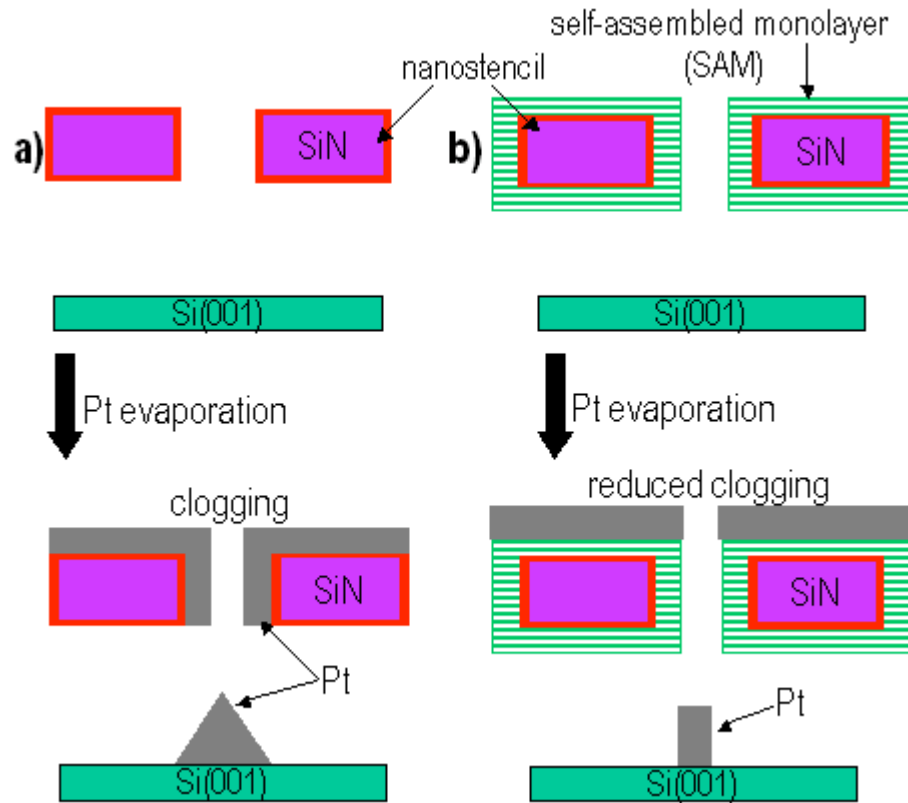 self-assembled monolayer
(SAM)
nanostencil
a)
SiN
b)
SiN
Si(001)
Si(001)
Pt evaporation
Pt evaporation
clogging
reduced clogging
SiN
SiN
Pt
Pt
Si(001)
Si(001)